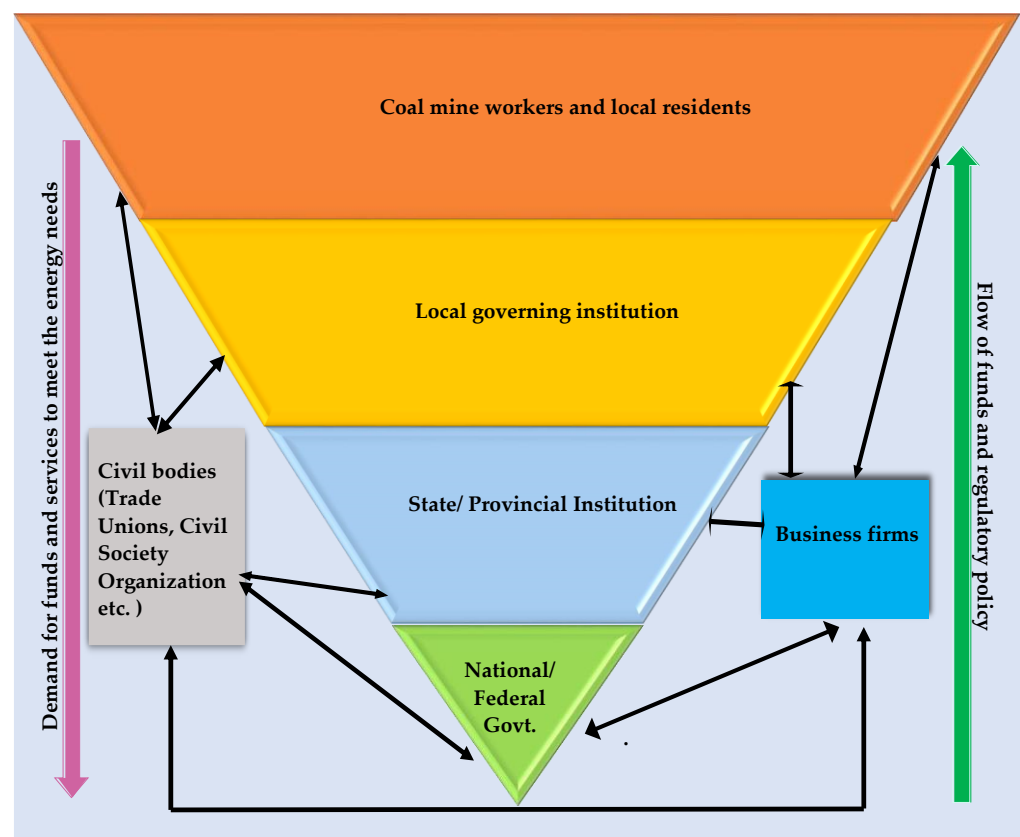 Coal mine workers and local residents
Demand for funds and services to meet the energy needs
Flow of funds and regulatory policy
Local governing institution
Civil bodies
(Trade
Unions, Civil
Society
Organization
etc. )
State/ Provincial Institution
Business firms
National/
Federal
Govt.
.